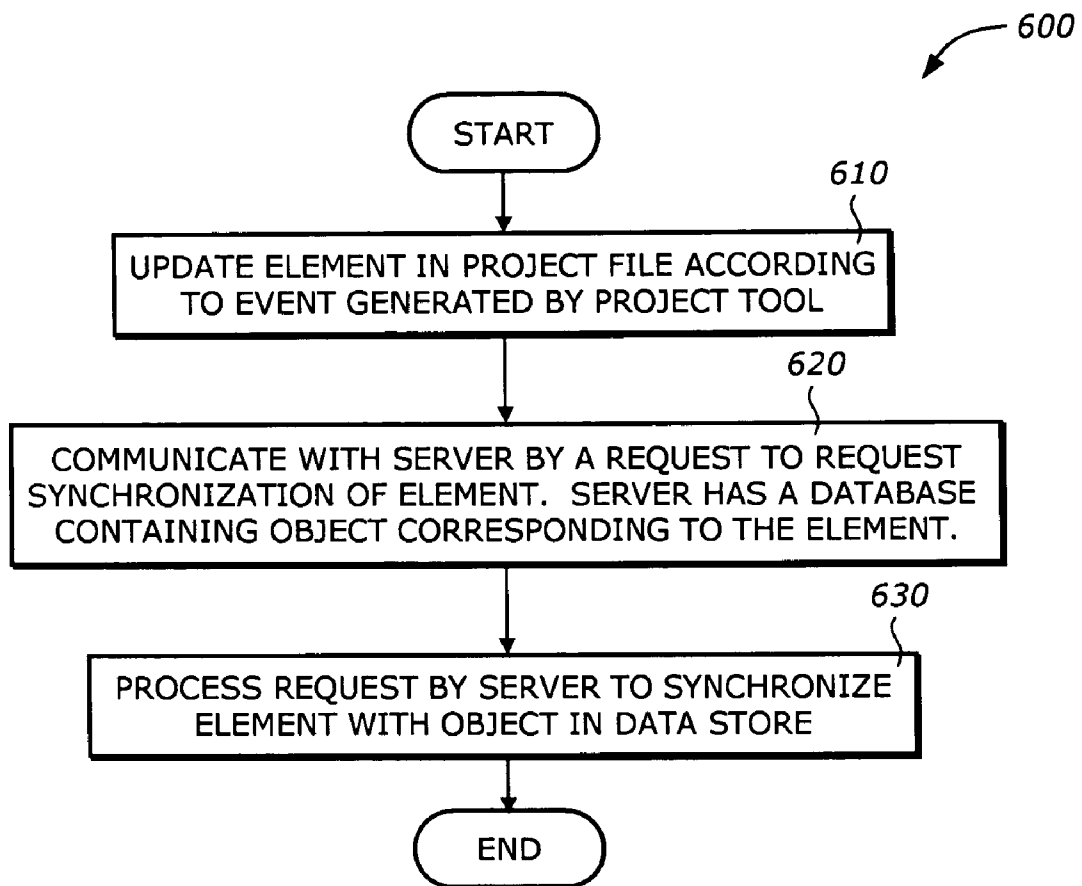 600
START
610
UPDATE ELEMENT IN PROJECT FILE ACCORDING
TO EVENT GENERATED BY PROJECT TOOL
620
COMMUNICATE WITH SERVER BY A REQUEST TO REQUEST
SYNCHRONIZATION OF ELEMENT. SERVER HAS A DATABASE
CONTAINING OBJECT CORRESPONDING TO THE ELEMENT.
630
PROCESS REQUEST BY SERVER TO SYNCHRONIZE
ELEMENT WITH OBJECT IN DATA STORE
END